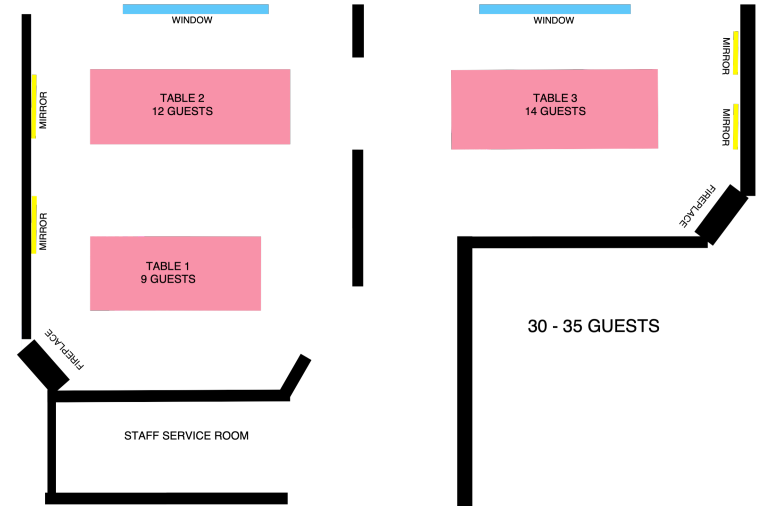 WINDOW
WINDOW
MIRROR
MIRROR
TABLE 2
12 GUESTS
TABLE 3
14 GUESTS
MIRROR
MIRROR
FIREPLACE
TABLE 1
9 GUESTS
30 - 35 GUESTS
FIREPLACE
STAFF SERVICE ROOM